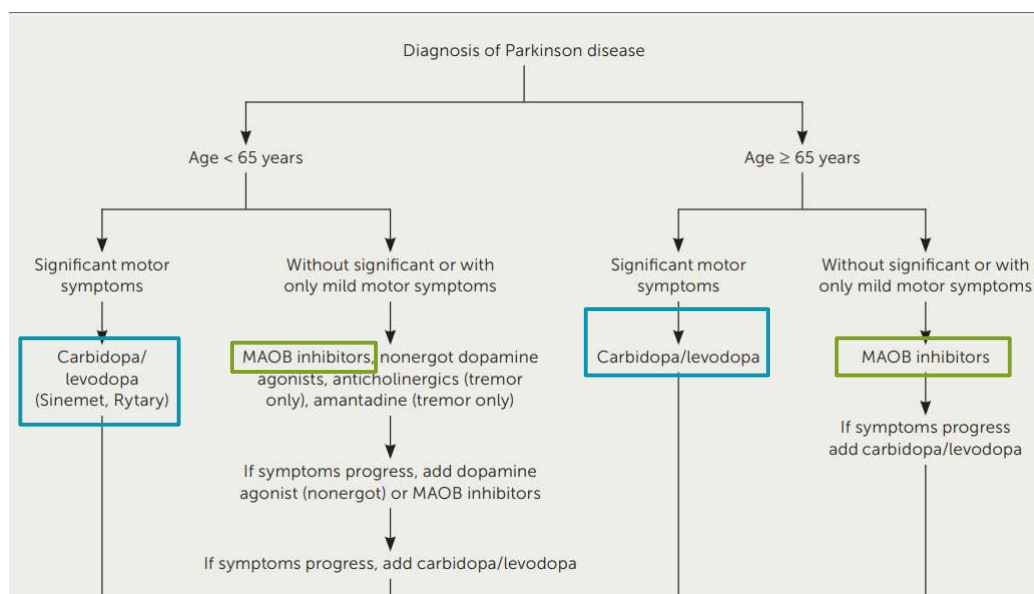 Diagnosis of Parkinson disease
Age < 65 years
Age ≥ 65 years
Significant motor
symptoms
Without significant or with
only mild motor symptoms
Significant motor
symptoms
Without significant or with
only mild motor symptoms
Carbidopa/
levodopa
(Sinemet, Rytary)
MAOB inhibitors, nonergot dopamine
agonists, anticholinergics (tremor
only), amantadine (tremor only)
Carbidopa/levodopa
MAOB inhibitors
If symptoms progress
add carbidopa/levodopa
If symptoms progress, add dopamine
agonist (nonergot) or MAOB inhibitors
If symptoms progress, add carbidopa/levodopa